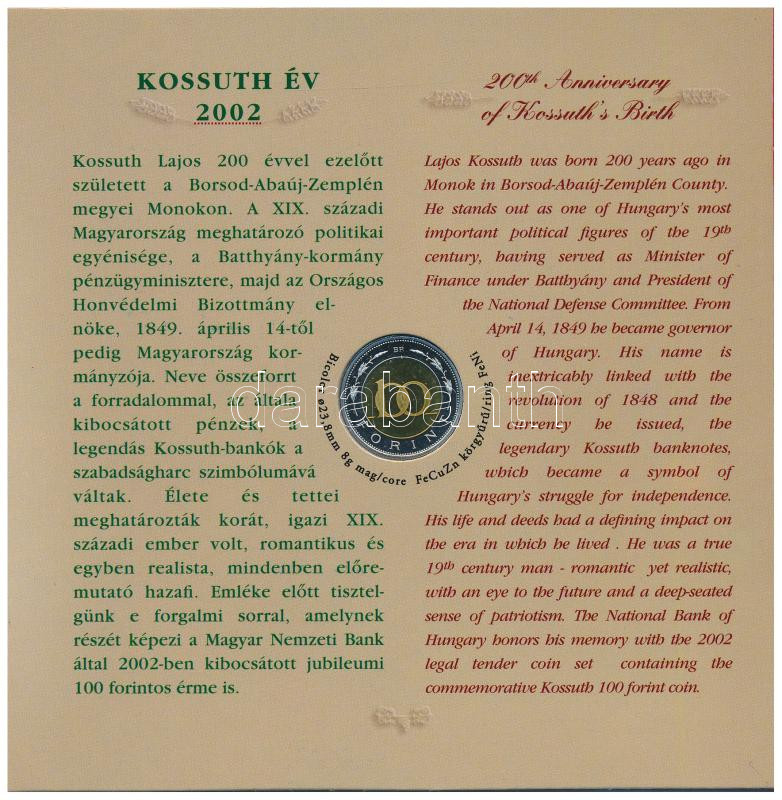 KOSSUTH ÉV
2002
Kossuth Lajos 200 évvel ezelőtt
született a Borsod-Abaúj-Zemplén
megyei Monokon. A XIX. századi
Magyarország meghatározó politikai
egyénisége, a Batthyány-kormány
pénzügyminisztere, majd az Országos
Honvédelmi Bizottmány el-
nöke, 1849. április 14-től
pedig Magyarország kor-
mányzója. Neve összeforrt
a forradalommal, az általa
kibocsátott pénzek, a
legendás Kossuth-bankók a
szabadságharc szimbólumává
váltak. Élete és tettei
meghatározták korát, igazi XIX.
századi ember volt, romantikus és
egyben realista, mindenben előre-
mutató hazafi. Emléke előtt tisztel-
günk e forgalmi sorral, amelynek
részét képezi a Magyar Nemzeti Bank
által 2002-ben kibocsátott jubileumi
100 forintos érme is.
200th Anniversary
of Kossuth's Birth
Lajos Kossuth was born 200 years ago in
Monok in Borsod-Abaúj-Zemplén County.
He stands out as one of Hungary's most
important political figures of the 19th
century, having served as Minister of
Finance under Batthyány and President of
the National Defense Committee. From
April 14, 1849 he became governor
of Hungary. His name is
inextricably linked with the
revolution of 1848 and the
currency he issued, the
legendary Kossuth banknotes,
which became a symbol of
Hungary's struggle for independence.
His life and deeds had a defining impact on
the era in which he lived . He was a true
19th century man - romantic yet realistic,
with an eye to the future and a deep-seated
sense of patriotism. The National Bank of
Hungary honors his memory with the 2002
legal tender coin set containing the
commemorative Kossuth 100 forint coin.
BP.
100
FORINT
Bicolor ø23,8mm 8g mag/core FeCuZn körgyűrű/ring FeNi
darabanth